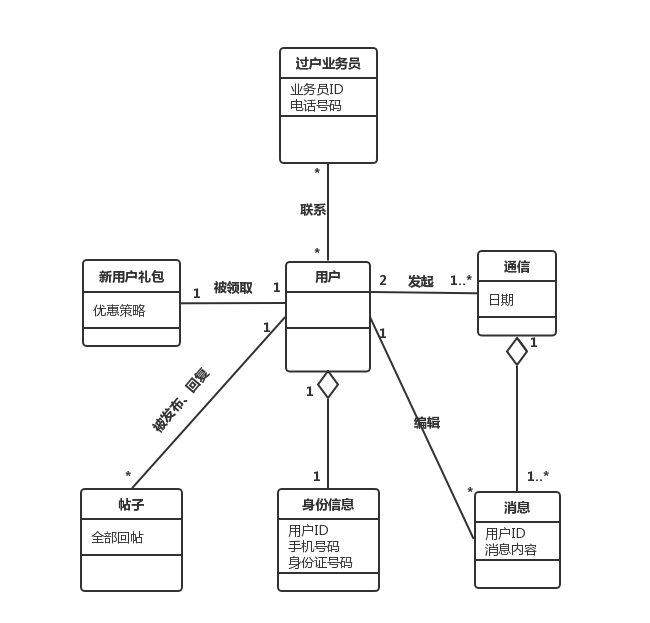 过户业务员
业务员ID
电话号码
*
联系
*
新用户礼包
优惠策略
1
被领取
1
用户
2
发起
1..*
通信
日期
1
1
1
1
被发布、回复
编辑
*
1
*
1..*
帖子
全部回帖
身份信息
用户ID
手机号码
身份证号码
消息
用户ID
消息内容